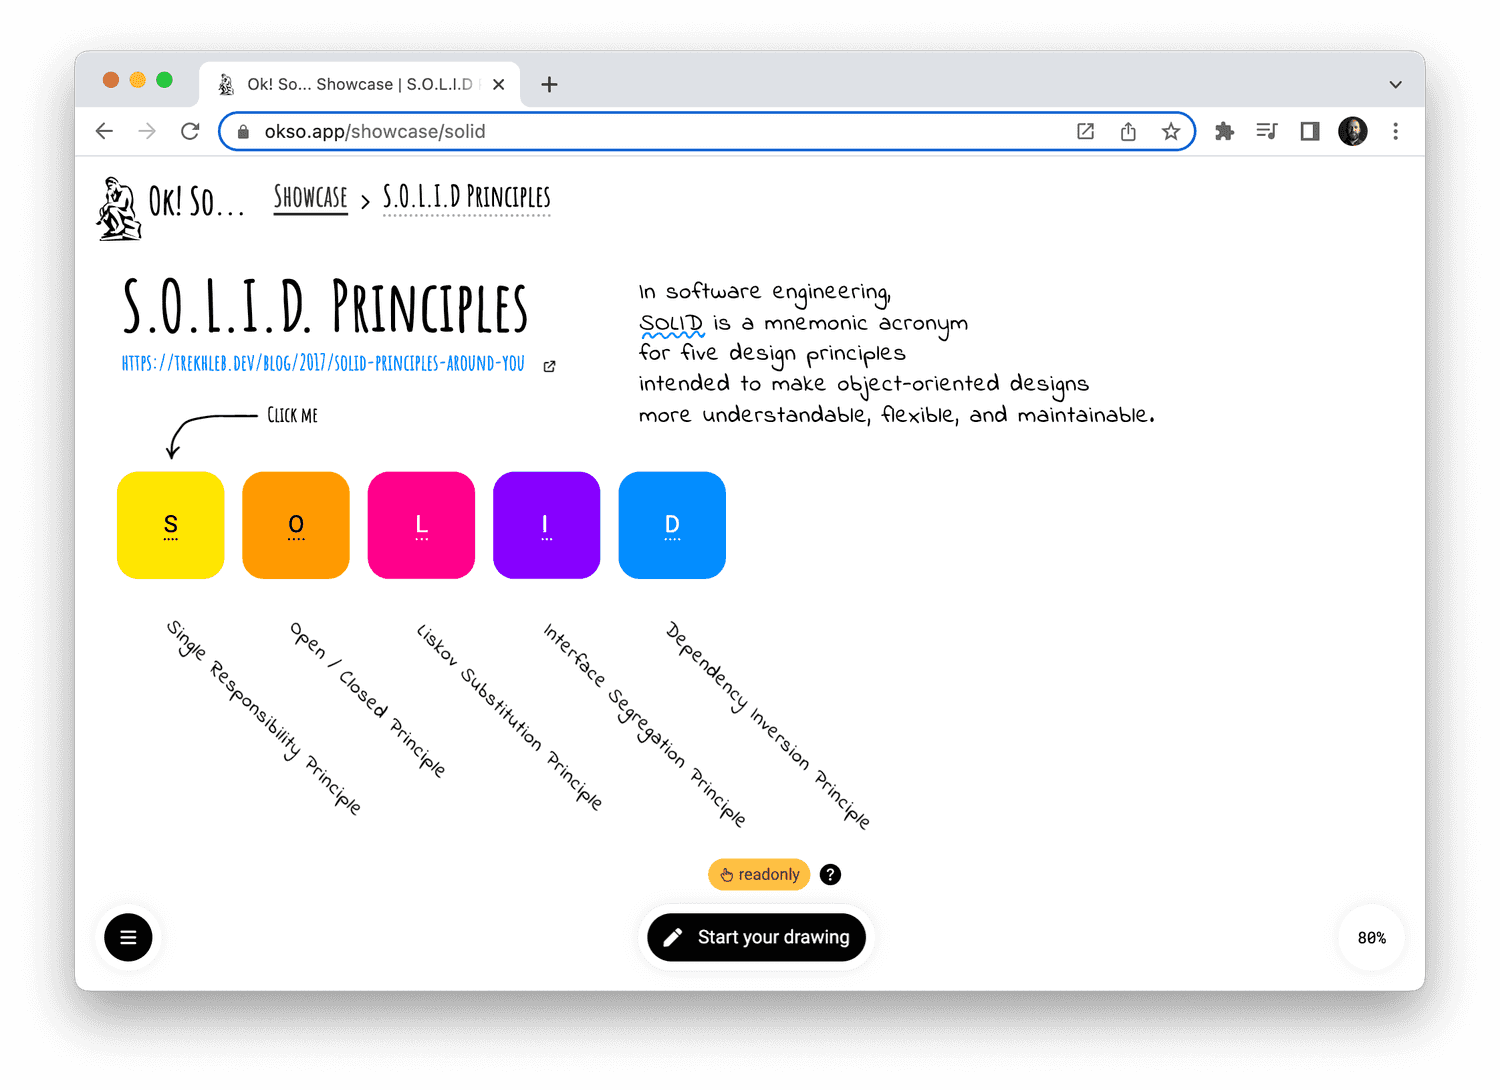 Ok! So... Showcase | S.O.L.I.D
okso.app/showcase/solid
Ok! So...
Showcase > S.O.L.I.D Principles
S.O.L.I.D. Principles
https://trekhleb.dev/blog/2017/solid-principles-around-you
In software engineering,
SOLID is a mnemonic acronym
for five design principles
intended to make object-oriented designs
more understandable, flexible, and maintainable.
Click me
S
O
L
I
D
Single Responsibility Principle
Open / Closed Principle
Liskov Substitution Principle
Interface Segregation Principle
Dependency Inversion Principle
readonly ?
Start your drawing
80%